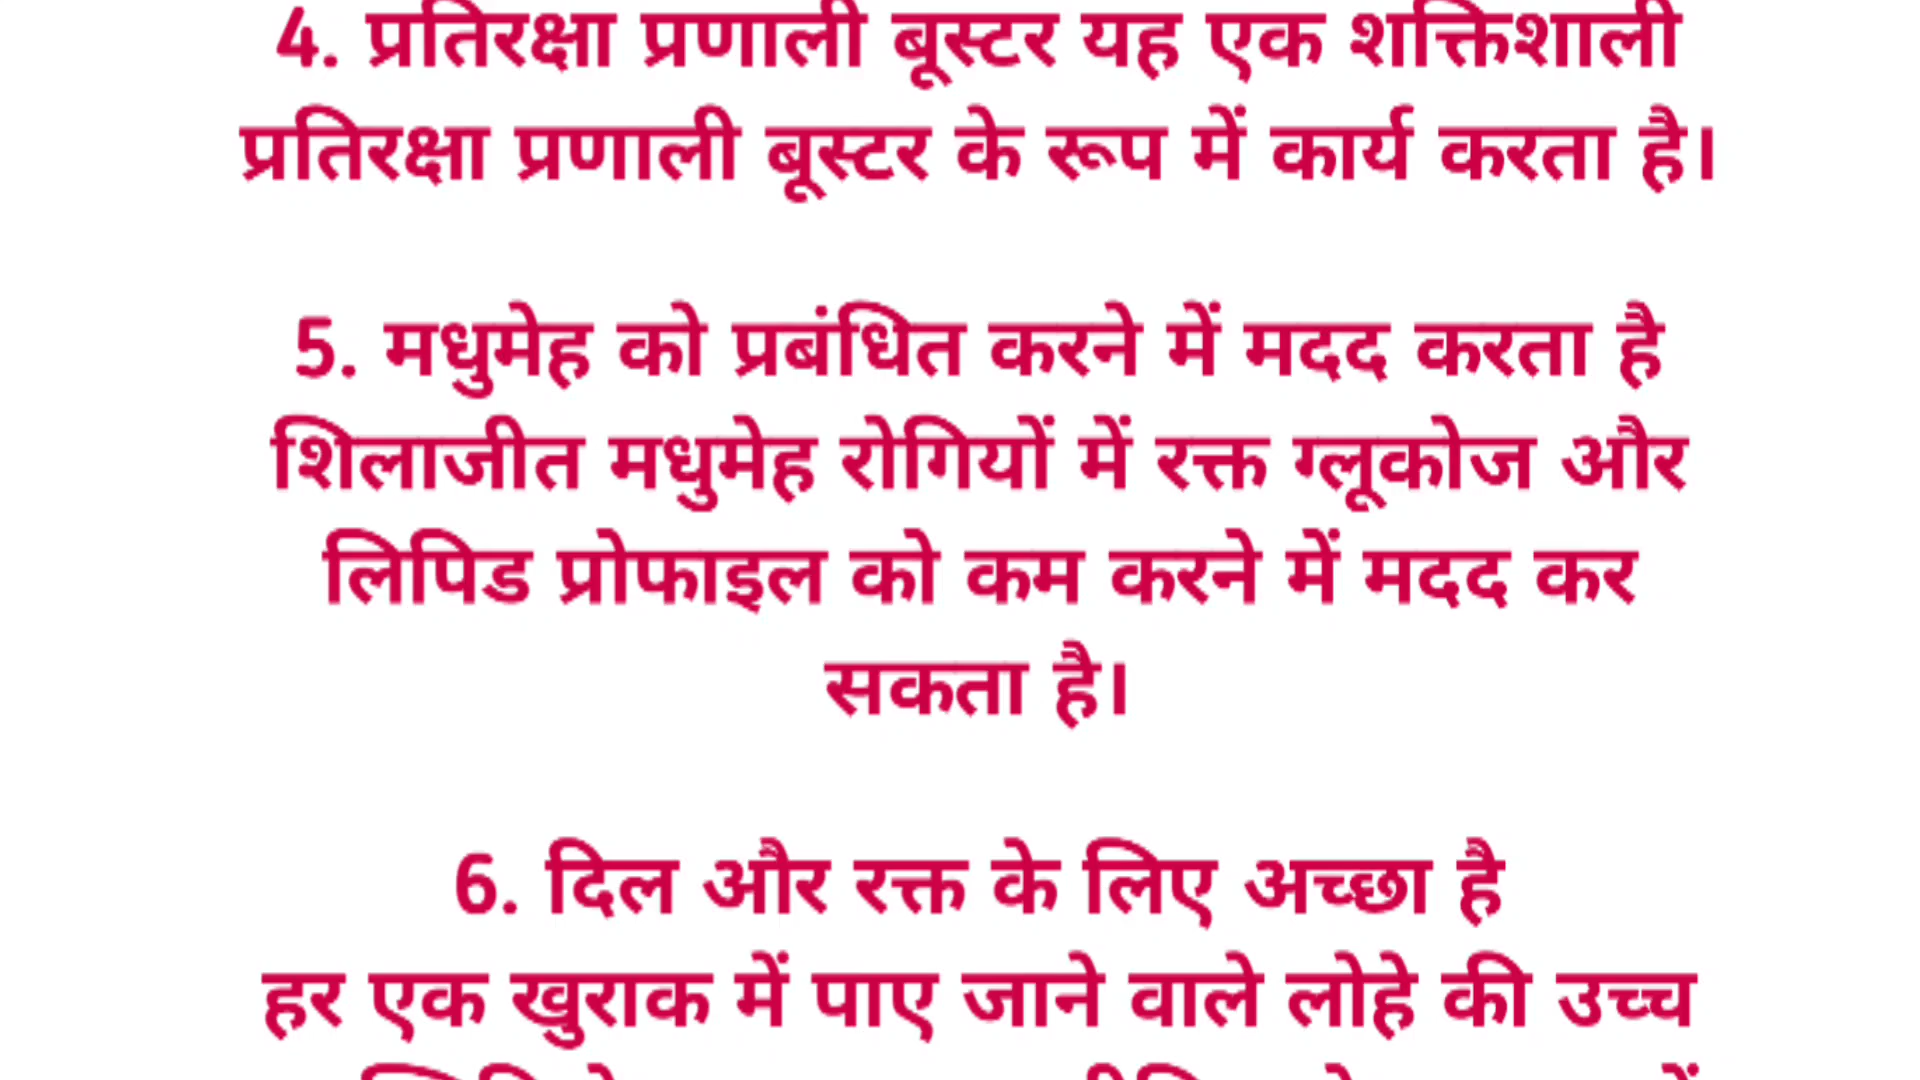 4. प्रतिरक्षा प्रणाली बूस्टर यह एक शक्तिशाली
प्रतिरक्षा प्रणाली बूस्टर के रूप में कार्य करता है।
5. मधुमेह को प्रबंधित करने में मदद करता है
शिलाजीत मधुमेह रोगियों में रक्त ग्लूकोज और
लिपिड प्रोफाइल को कम करने में मदद कर
सकता है।
6. दिल और रक्त के लिए अच्छा है
हर एक खुराक में पाए जाने वाले लोहे की उच्च